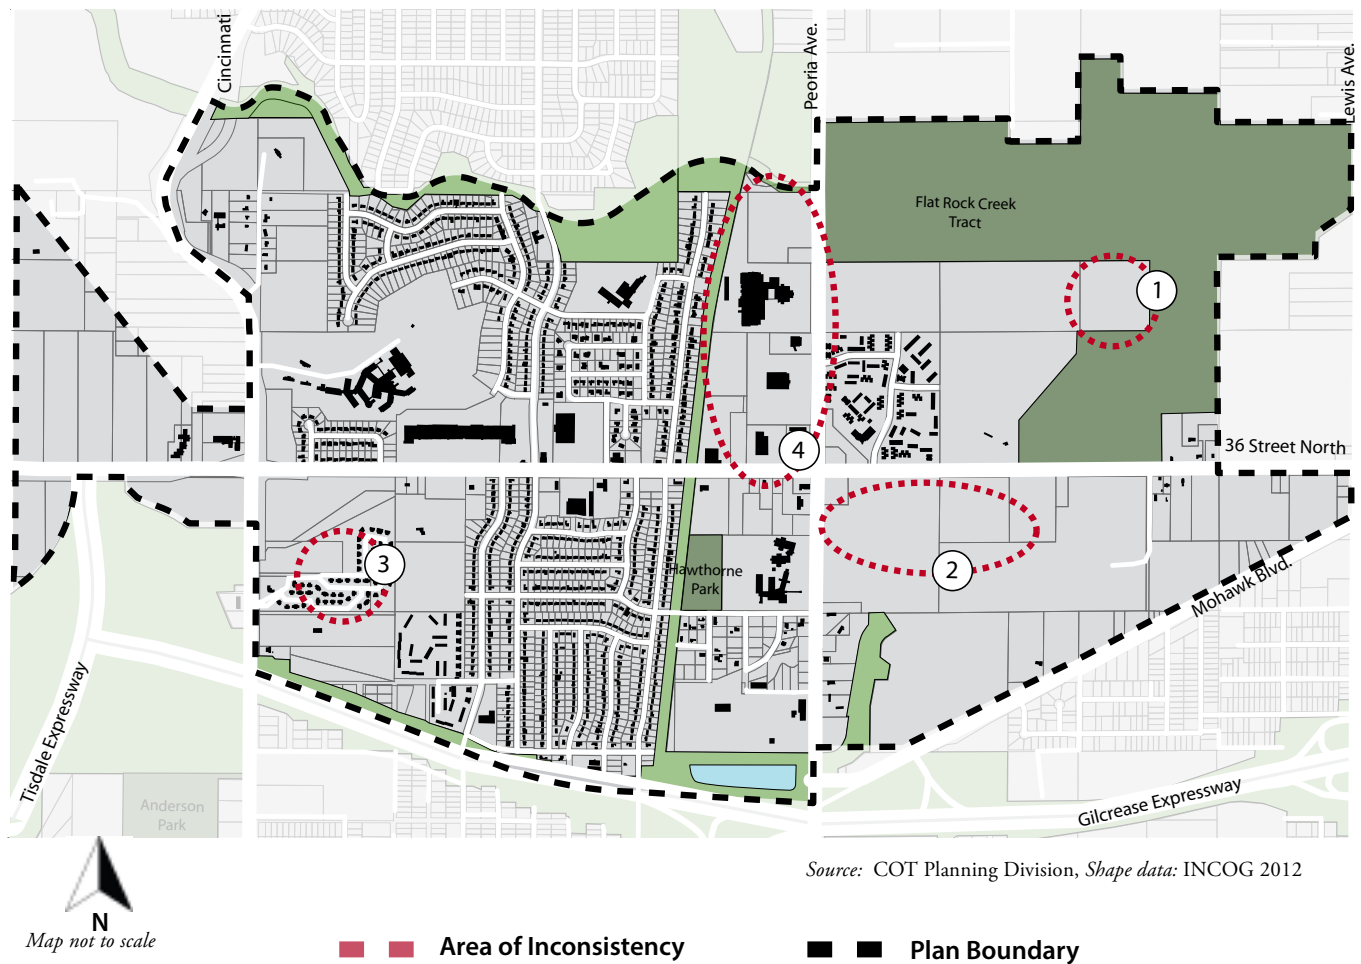 Cincinnati
Peoria Ave.
Lewis Ave.
Flat Rock Creek
Tract
1
36 Street North
4
2
3
Hawthorne
Park
Mohawk Blvd.
Tisdale Expressway
Anderson
Park
Gilcrease Expressway
Source: COT Planning Division, Shape data: INCOG 2012
N
Map not to scale
Area of Inconsistency
Plan Boundary